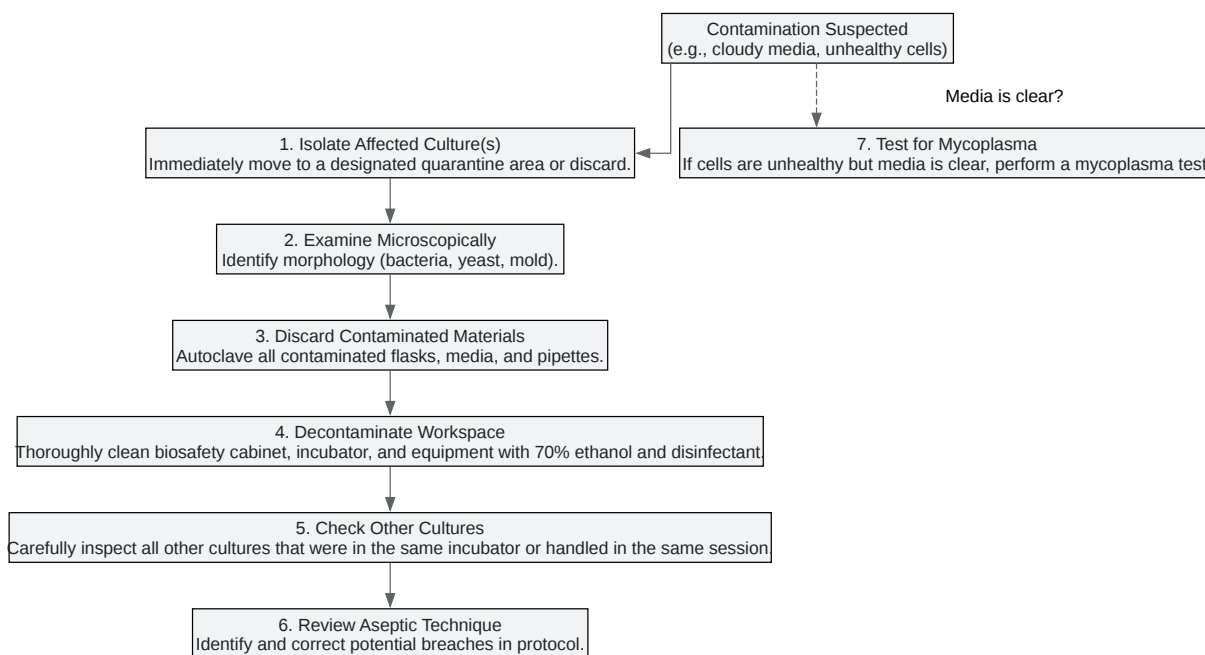 Contamination Suspected
(e.g., cloudy media, unhealthy cells)
Media is clear?
1. Isolate Affected Culture(s)
Immediately move to a designated quarantine area or discard.
7. Test for Mycoplasma
If cells are unhealthy but media is clear, perform a mycoplasma test.
2. Examine Microscopically
Identify morphology (bacteria, yeast, mold).
3. Discard Contaminated Materials
Autoclave all contaminated flasks, media, and pipettes.
4. Decontaminate Workspace
Thoroughly clean biosafety cabinet, incubator, and equipment with 70% ethanol and disinfectant.
5. Check Other Cultures
Carefully inspect all other cultures that were in the same incubator or handled in the same session.
6. Review Aseptic Technique
Identify and correct potential breaches in protocol.